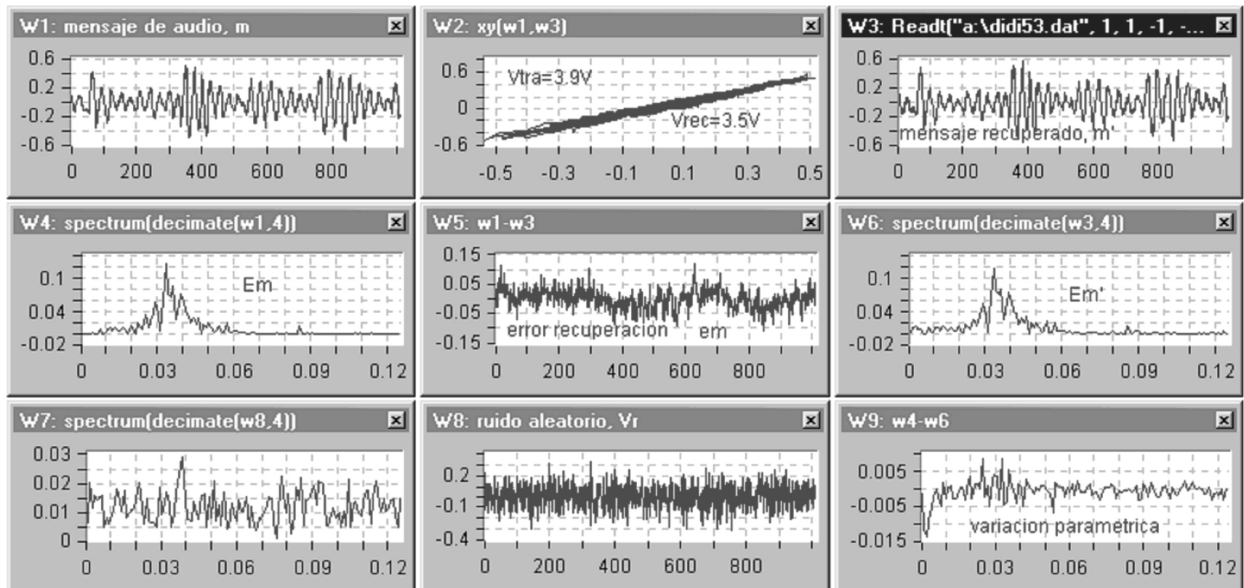 W1: mensaje de audio, m
0.6
0.2
-0.2
-0.6
0 200 400 600 800
W2: xy(w1,w3)
0.6
0
-0.6
Vtra=3.9V
Vrec=3.5V
-0.5 -0.3 -0.1 0.1 0.3 0.5
W3: Readt("a:\didi53.dat", 1, 1, -1, -...
0.6
0.2
-0.2
-0.6
mensaje recuperado, m'
0 200 400 600 800
W4: spectrum(decimate(w1,4))
0.1
0.04
-0.02
Em
0 0.03 0.06 0.09 0.12
W5: w1-w3
0.15
0.05
-0.05
-0.15
error recuperacion em
0 200 400 600 800
W6: spectrum(decimate(w3,4))
0.1
0.04
-0.02
Em'
0 0.03 0.06 0.09 0.12
W7: spectrum(decimate(w8,4))
0.03
0.02
0.01
0
0 0.03 0.06 0.09 0.12
W8: ruido aleatorio, Vr
0.2
-0.1
-0.4
0 200 400 600 800
W9: w4-w6
0.005
-0.005
-0.015
variacion parametrica
0 0.03 0.06 0.09 0.12